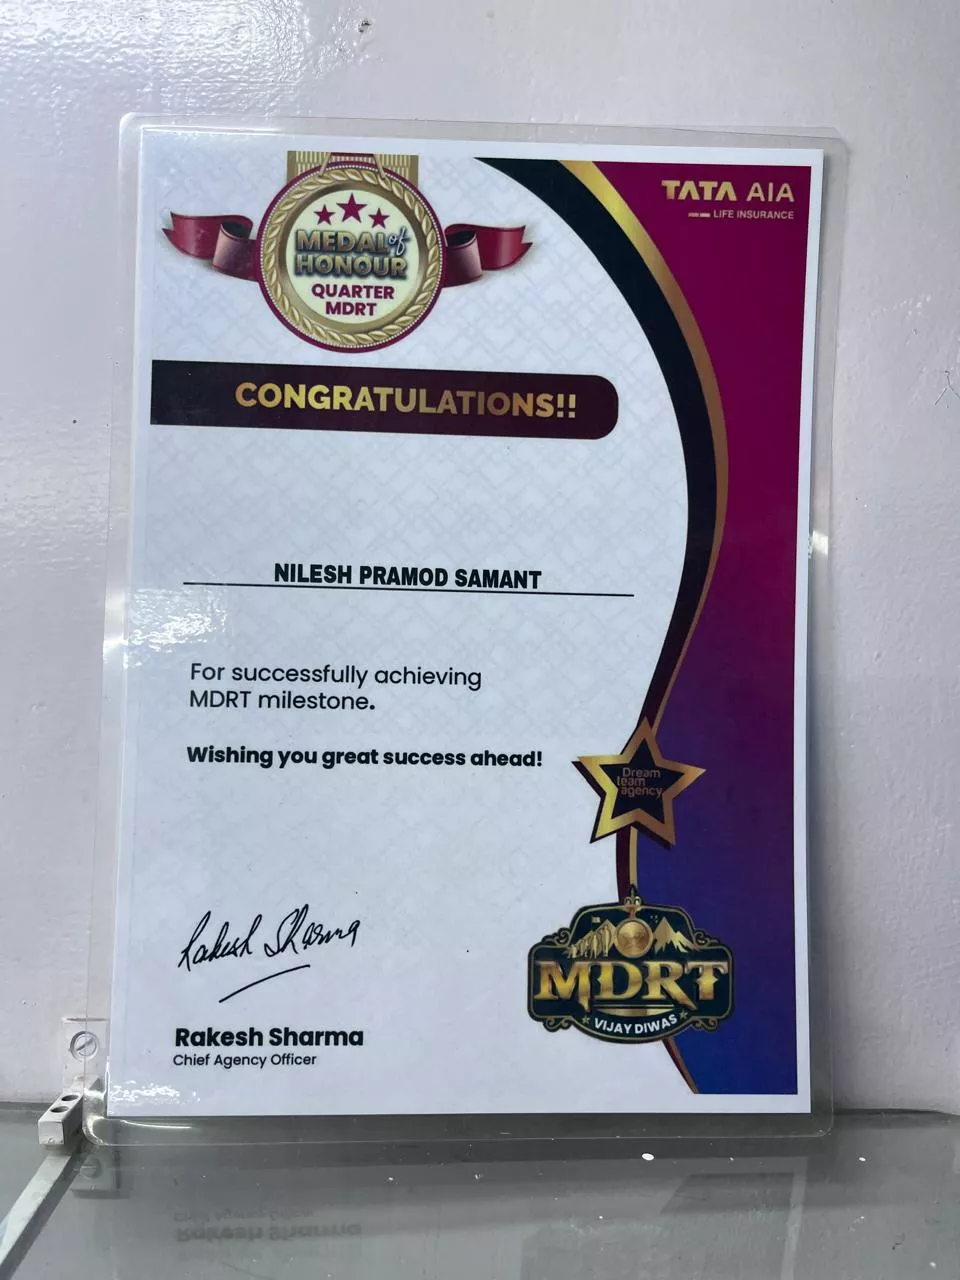 MEDAL of
HONOUR
QUARTER
MDRT
TATA AIA
LIFE INSURANCE
CONGRATULATIONS!!
NILESH PRAMOD SAMANT
For successfully achieving
MDRT milestone.
Wishing you great success ahead!
Dream
team
agency
Rakesh Sharma
Rakesh Sharma
Chief Agency Officer
MDRT
VIJAY DIWAS